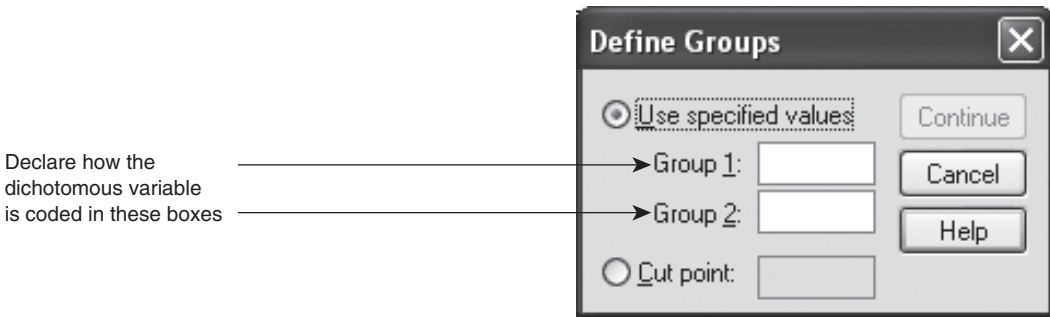 Define Groups
Use specified values
Continue
Declare how the
dichotomous variable
is coded in these boxes
Group 1:
Cancel
Group 2:
Help
Cut point: